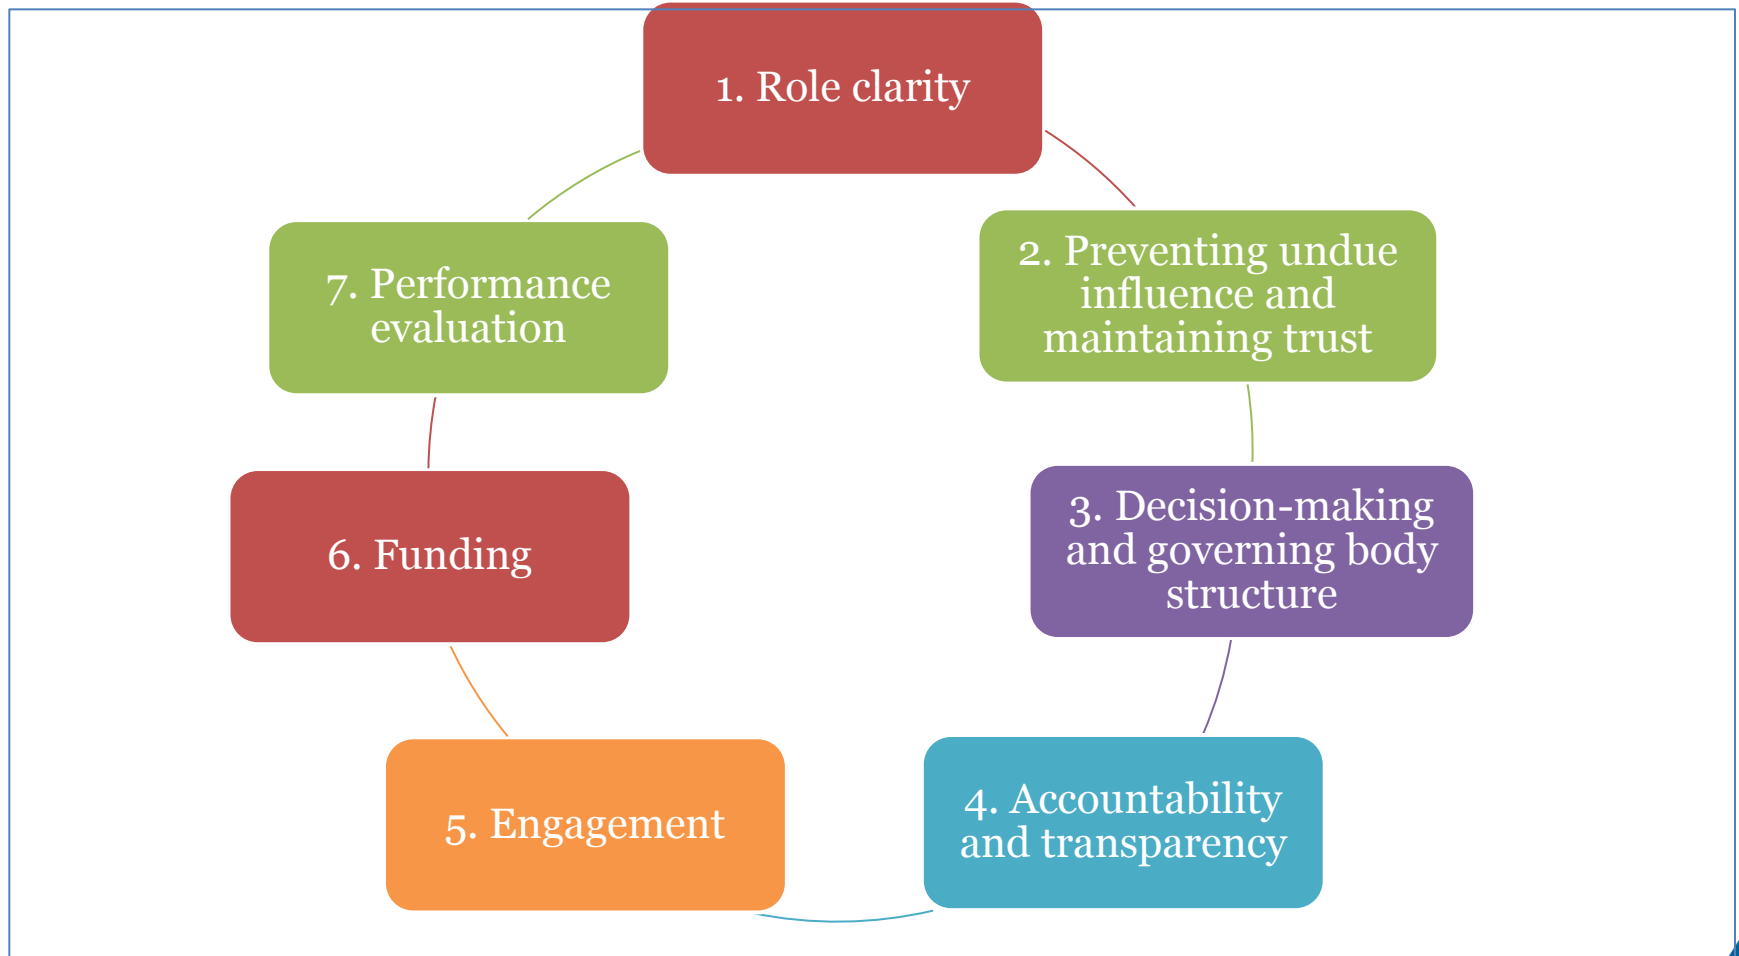 1. Role clarity
2. Preventing undue
influence and
maintaining trust
3. Decision-making
and governing body
structure
4. Accountability
and transparency
5. Engagement
6. Funding
7. Performance
evaluation